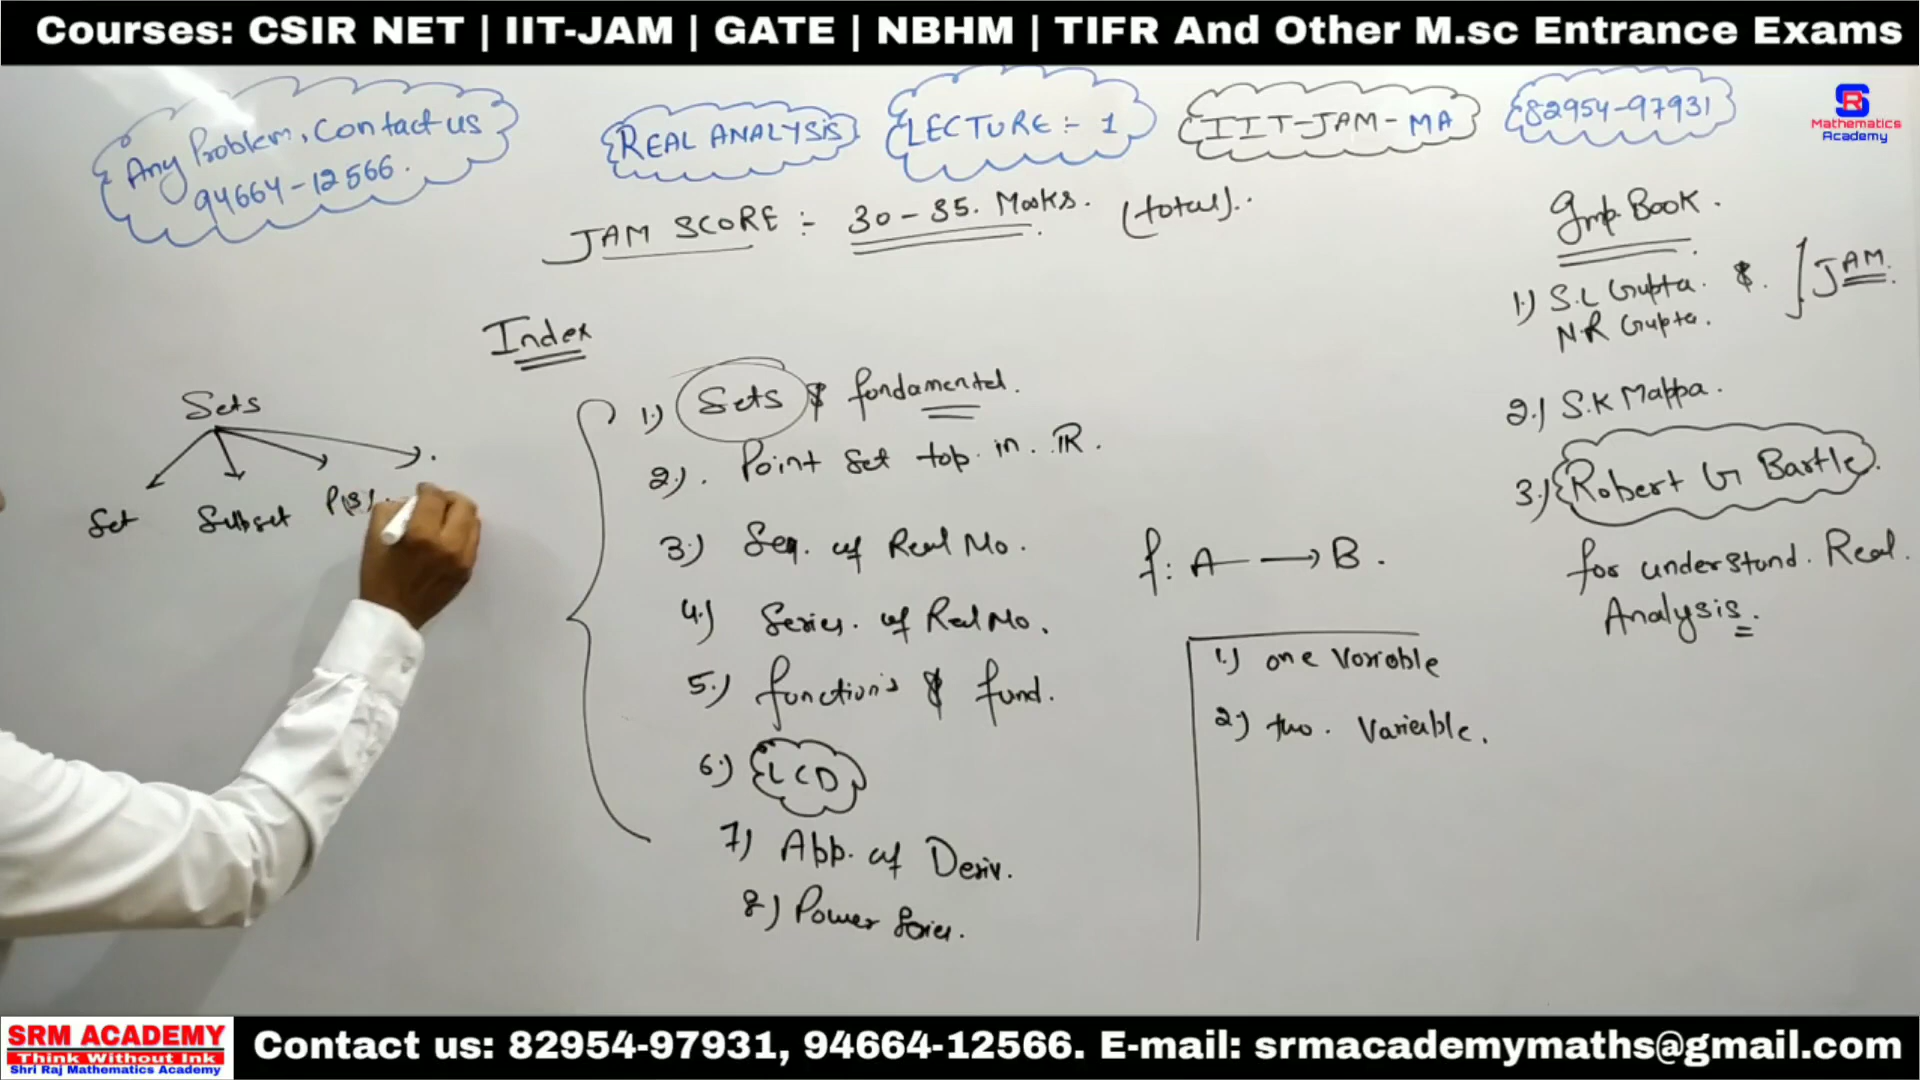 Courses: CSIR NET | IIT-JAM | GATE | NBHM | TIFR And Other M.sc Entrance Exams
Any Problem, Contact us
94664-12566.
REAL ANALYSIS
LECTURE :- 1
IIT-JAM-MA
82954-97931
SR
Mathematics
Academy
JAM SCORE :- 30-35. Marks. (total)..
Imp. Book.
1.) S.L Gupta. &.
N.R Gupta.
JAM.
2.) S.K Mappa.
3.) Robert G Bartle.
for understand. Real.
Analysis.
Index
1.) Sets & fondamental.
2.). Point Set top. in. ℝ.
3.) Seq. of Real No.
4.) Series. of Real No.
5.) function's & fund.
6.) LCD
7.) App. of Deriv.
8.) Power Series.
Sets
Set Subset P(S).
f: A → B.
1.) one Variable
2.) two. Variable.
SRM ACADEMY
Think Without Ink
Shri Raj Mathematics Academy
Contact us: 82954-97931, 94664-12566. E-mail: srmacademymaths@gmail.com